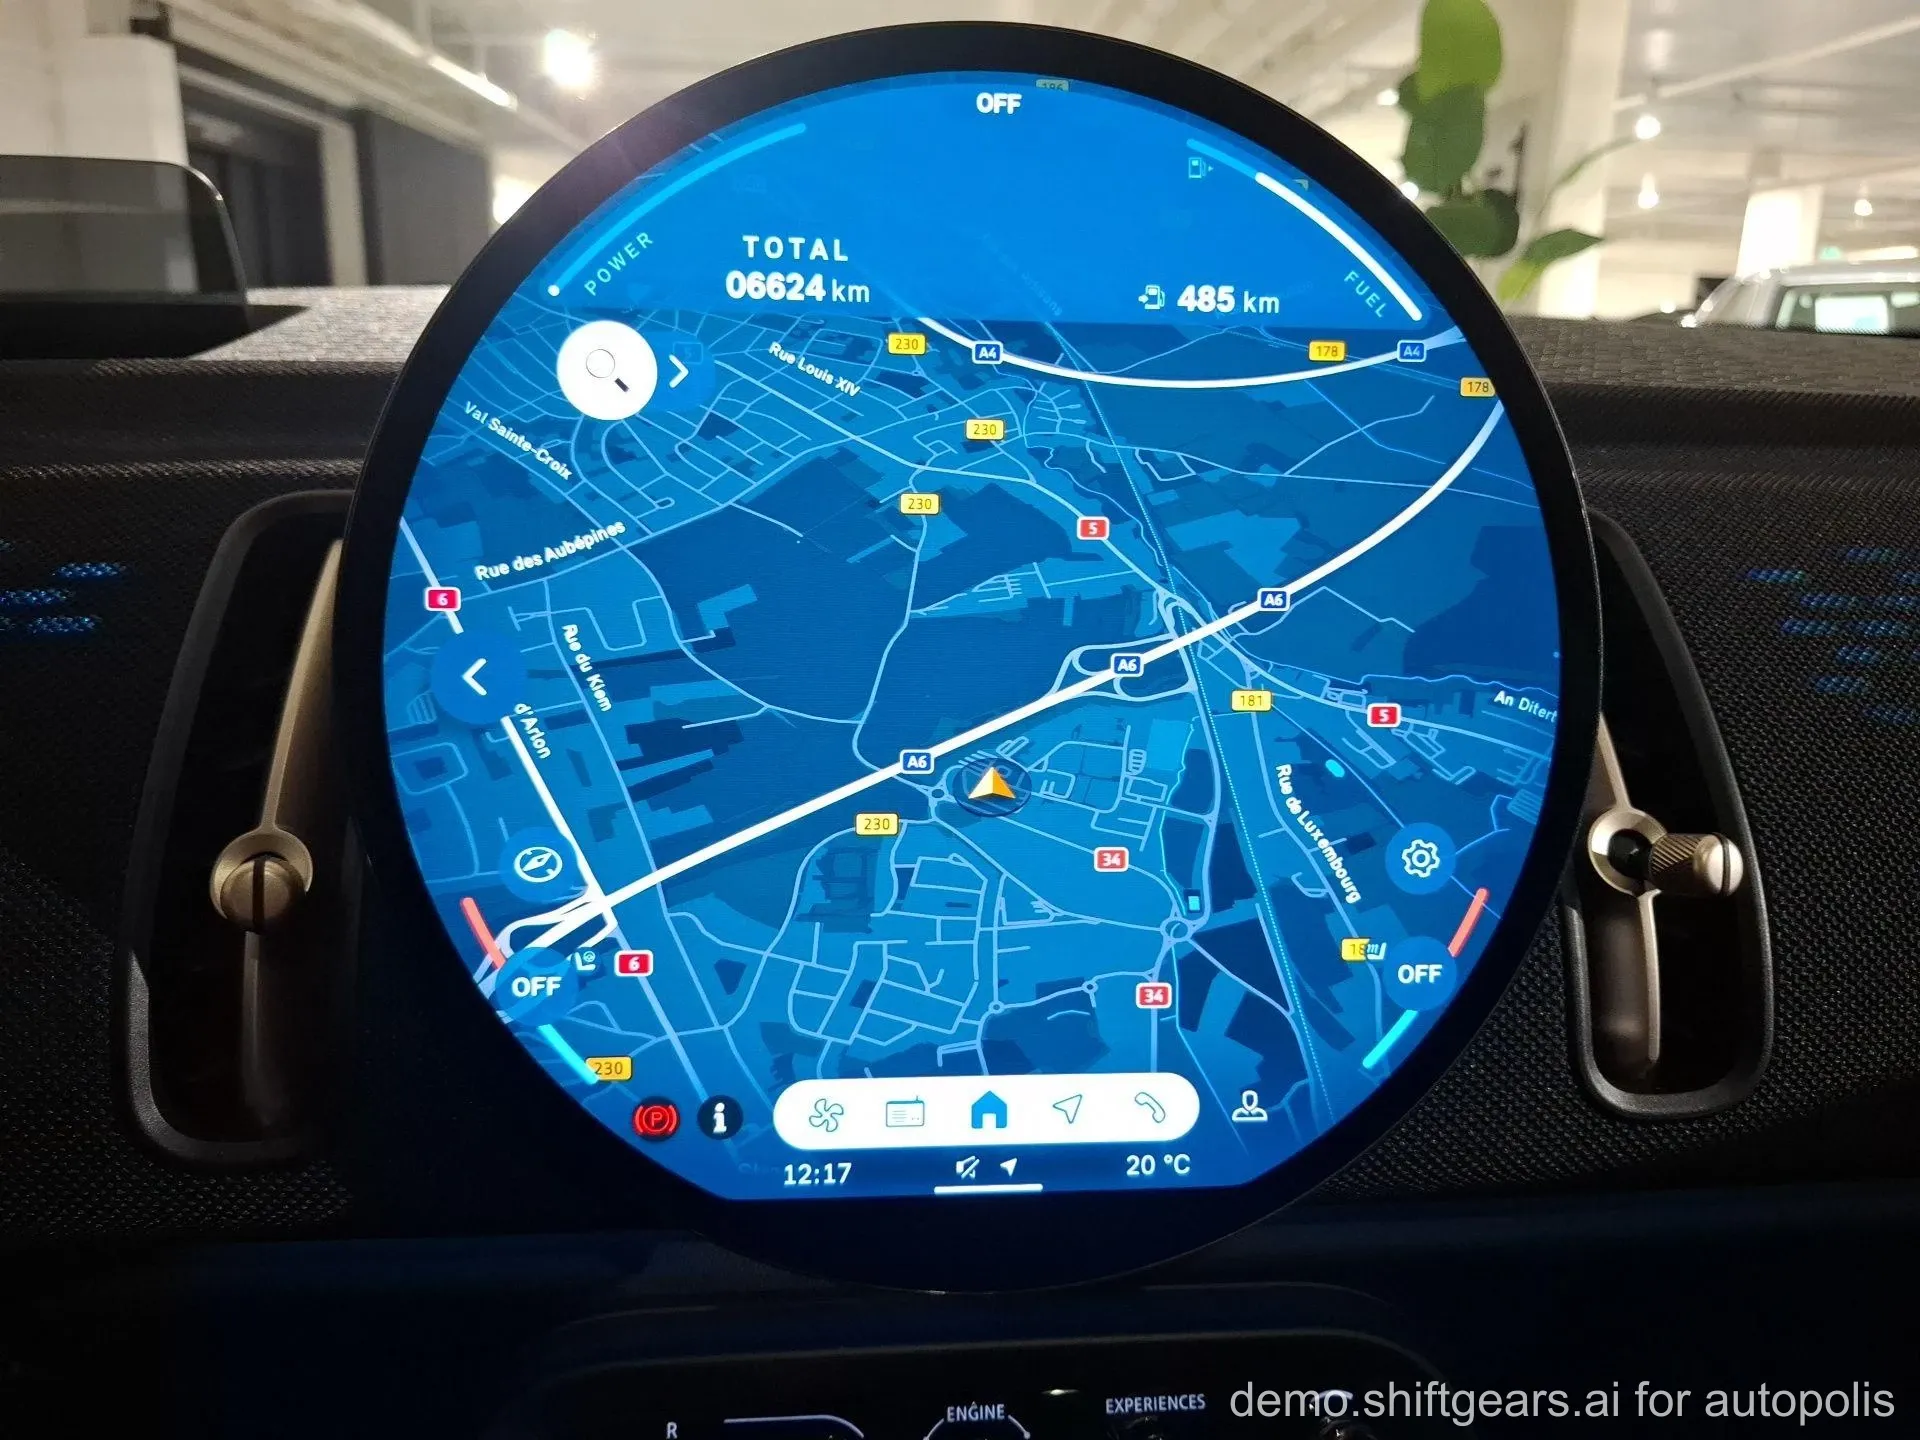 OFF
POWER
TOTAL
06624 km
485 km
FUEL
230
A4
178
A4
178
Rue Louis XIV
Val Sainte-Croix
230
230
5
Rue des Aubépines
6
A6
Rue du Kiem
A6
181
An Ditert
5
d'Arlon
A6
Rue de Luxembourg
230
34
6
OFF
OFF
34
230
P
i
12:17
20 °C
R
ENGINE
EXPERIENCES
demo.shiftgears.ai for autopolis